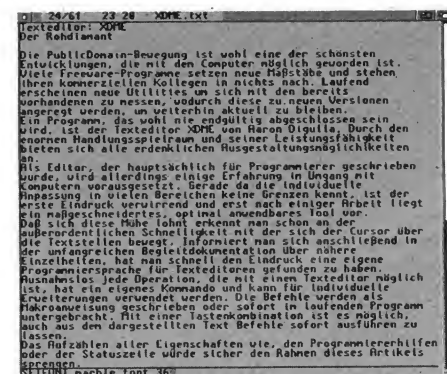 24/61 23 20 XDME.txt
Texteditor: XDME
Der Rohdiamant
Die PublicDomain-Bewegung ist wohl eine der schönsten
Entwicklungen, die mit dem Computer möglich geworden ist.
Viele Freeware-Programme setzen neue Maßstäbe und stehen
ihren kommerziellen Kollegen in nichts nach. Laufend
erscheinen neue Utilities um sich mit den bereits
vorhandenen zu messen, wodurch diese zu neuen Versionen
angeregt werden, um weiterhin aktuell zu bleiben.
Ein Programm, das wohl nie endgültig abgeschlossen sein
wird, ist der Texteditor XDME von Aaron Digulla. Durch den
enormen Handlungsspielraum und seiner Leistungsfähigkeit
bieten sich alle erdenklichen Ausgestaltungsmöglichkeiten
an.
Als Editor, der hauptsächlich für Programmierer geschrieben
wurde, wird allerdings einige Erfahrung im Umgang mit
Computern vorausgesetzt. Gerade da die individuelle
Anpassung in vielen Bereichen keine Grenzen kennt, ist der
erste Eindruck verwirrend und erst nach einiger Arbeit liegt
ein maßgeschneidertes, optimal anwendbares Tool vor.
Daß sich diese Mühe lohnt erkennt man schon an der
außerordentlichen Schnelligkeit mit der sich der Cursor über
die Textstellen bewegt. Informiert man sich anschließend in
der umfangreichen Begleitdokumentation über nähere
Einzelheiten, hat man schnell den Eindruck eine eigene
Programmiersprache für Texteditoren gefunden zu haben.
Ausnahmslos jede Operation, die mit einem Texteditor möglich
ist, hat ein eigenes Kommando und kann für individuelle
Erweiterungen verwendet werden. Die Befehle werden als
Makroanweisung geschrieben oder sofort im laufenden Programm
untergebracht. Mit einer Tastenkombination ist es möglich,
auch aus dem dargestellten Text Befehle sofort ausführen zu
lassen.
Das Aufzählen aller Eigenschaften wie, den Programmierhilfen
oder der Statuszeile würde sicher den Rahmen dieses Artikels
sprengen.
SETFONT marble.font 36